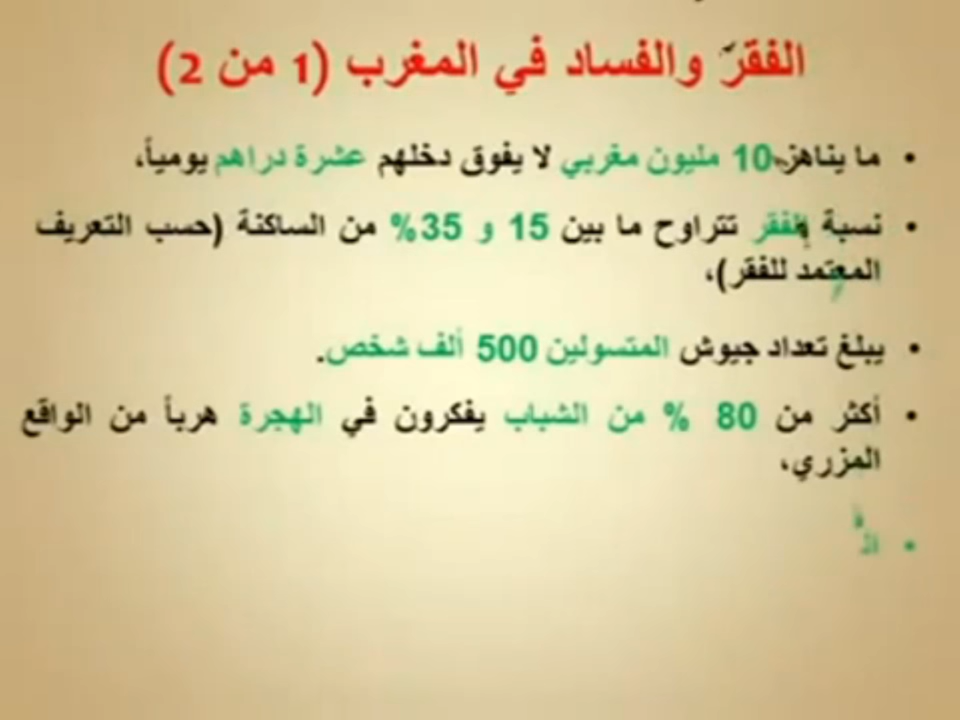 الفقر والفساد في المغرب (1 من 2)
• ما يناهز 10 مليون مغربي لا يفوق دخلهم عشرة دراهم يومياً،
• نسبة الفقر تتراوح ما بين 15 و 35% من الساكنة (حسب التعريف
المعتمد للفقر)،
• يبلغ تعداد جيوش المتسولين 500 ألف شخص.
• أكثر من 80 % من الشباب يفكرون في الهجرة هرباً من الواقع
المزري،